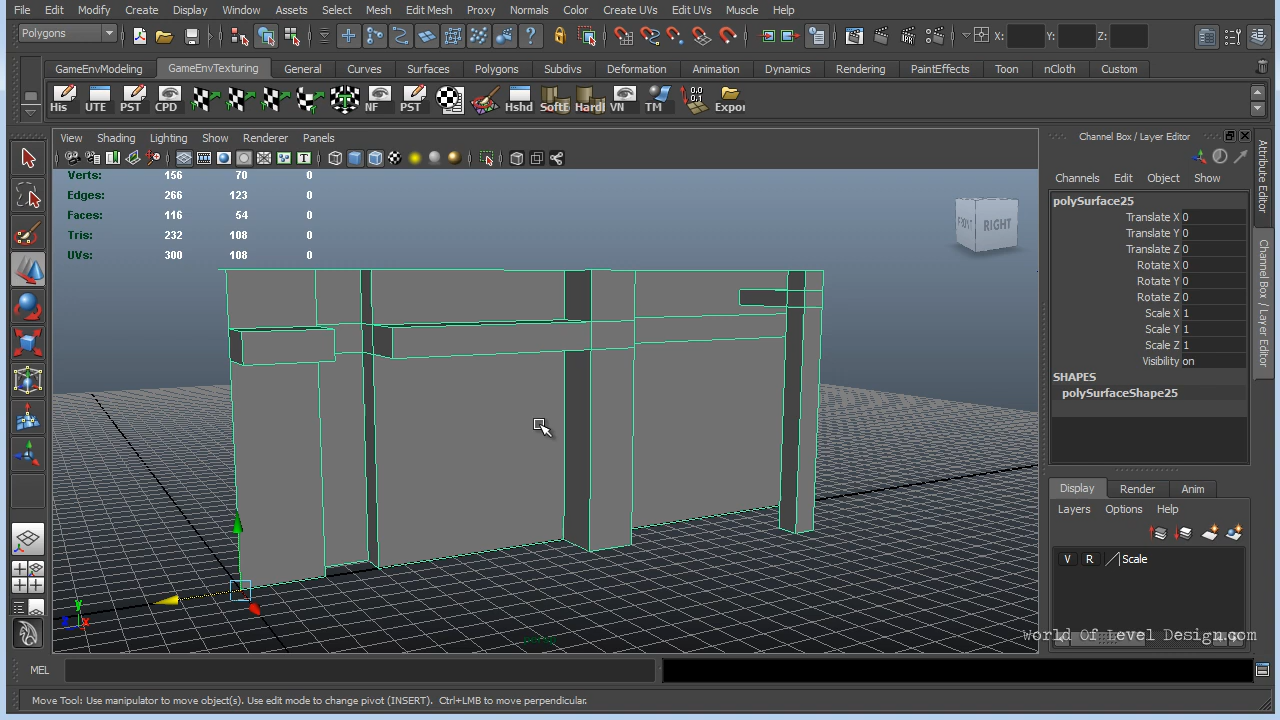 File Edit Modify Create Display Window Assets Select Mesh Edit Mesh Proxy Normals Color Create UVs Edit UVs Muscle Help
Polygons X: Y: Z:
GameEnvModeling GameEnvTexturing General Curves Surfaces Polygons Subdivs Deformation Animation Dynamics Rendering PaintEffects Toon nCloth Custom
His UTE PST CPD NF PST Hshd SoftE Hardl VN TM Expoi
View Shading Lighting Show Renderer Panels
Channel Box / Layer Editor
Channels Edit Object Show
Verts: 156 70 0
Edges: 266 123 0
Faces: 116 54 0
Tris: 232 108 0
UVs: 300 108 0
FRONT RIGHT
polySurface25
Translate X 0
Translate Y 0
Translate Z 0
Rotate X 0
Rotate Y 0
Rotate Z 0
Scale X 1
Scale Y 1
Scale Z 1
Visibility on
SHAPES
polySurfaceShape25
Attribute Editor
Channel Box / Layer Editor
Display Render Anim
Layers Options Help
V R Scale
y
x
World Of Level Design.com
MEL
Move Tool: Use manipulator to move object(s). Use edit mode to change pivot (INSERT). Ctrl+LMB to move perpendicular.